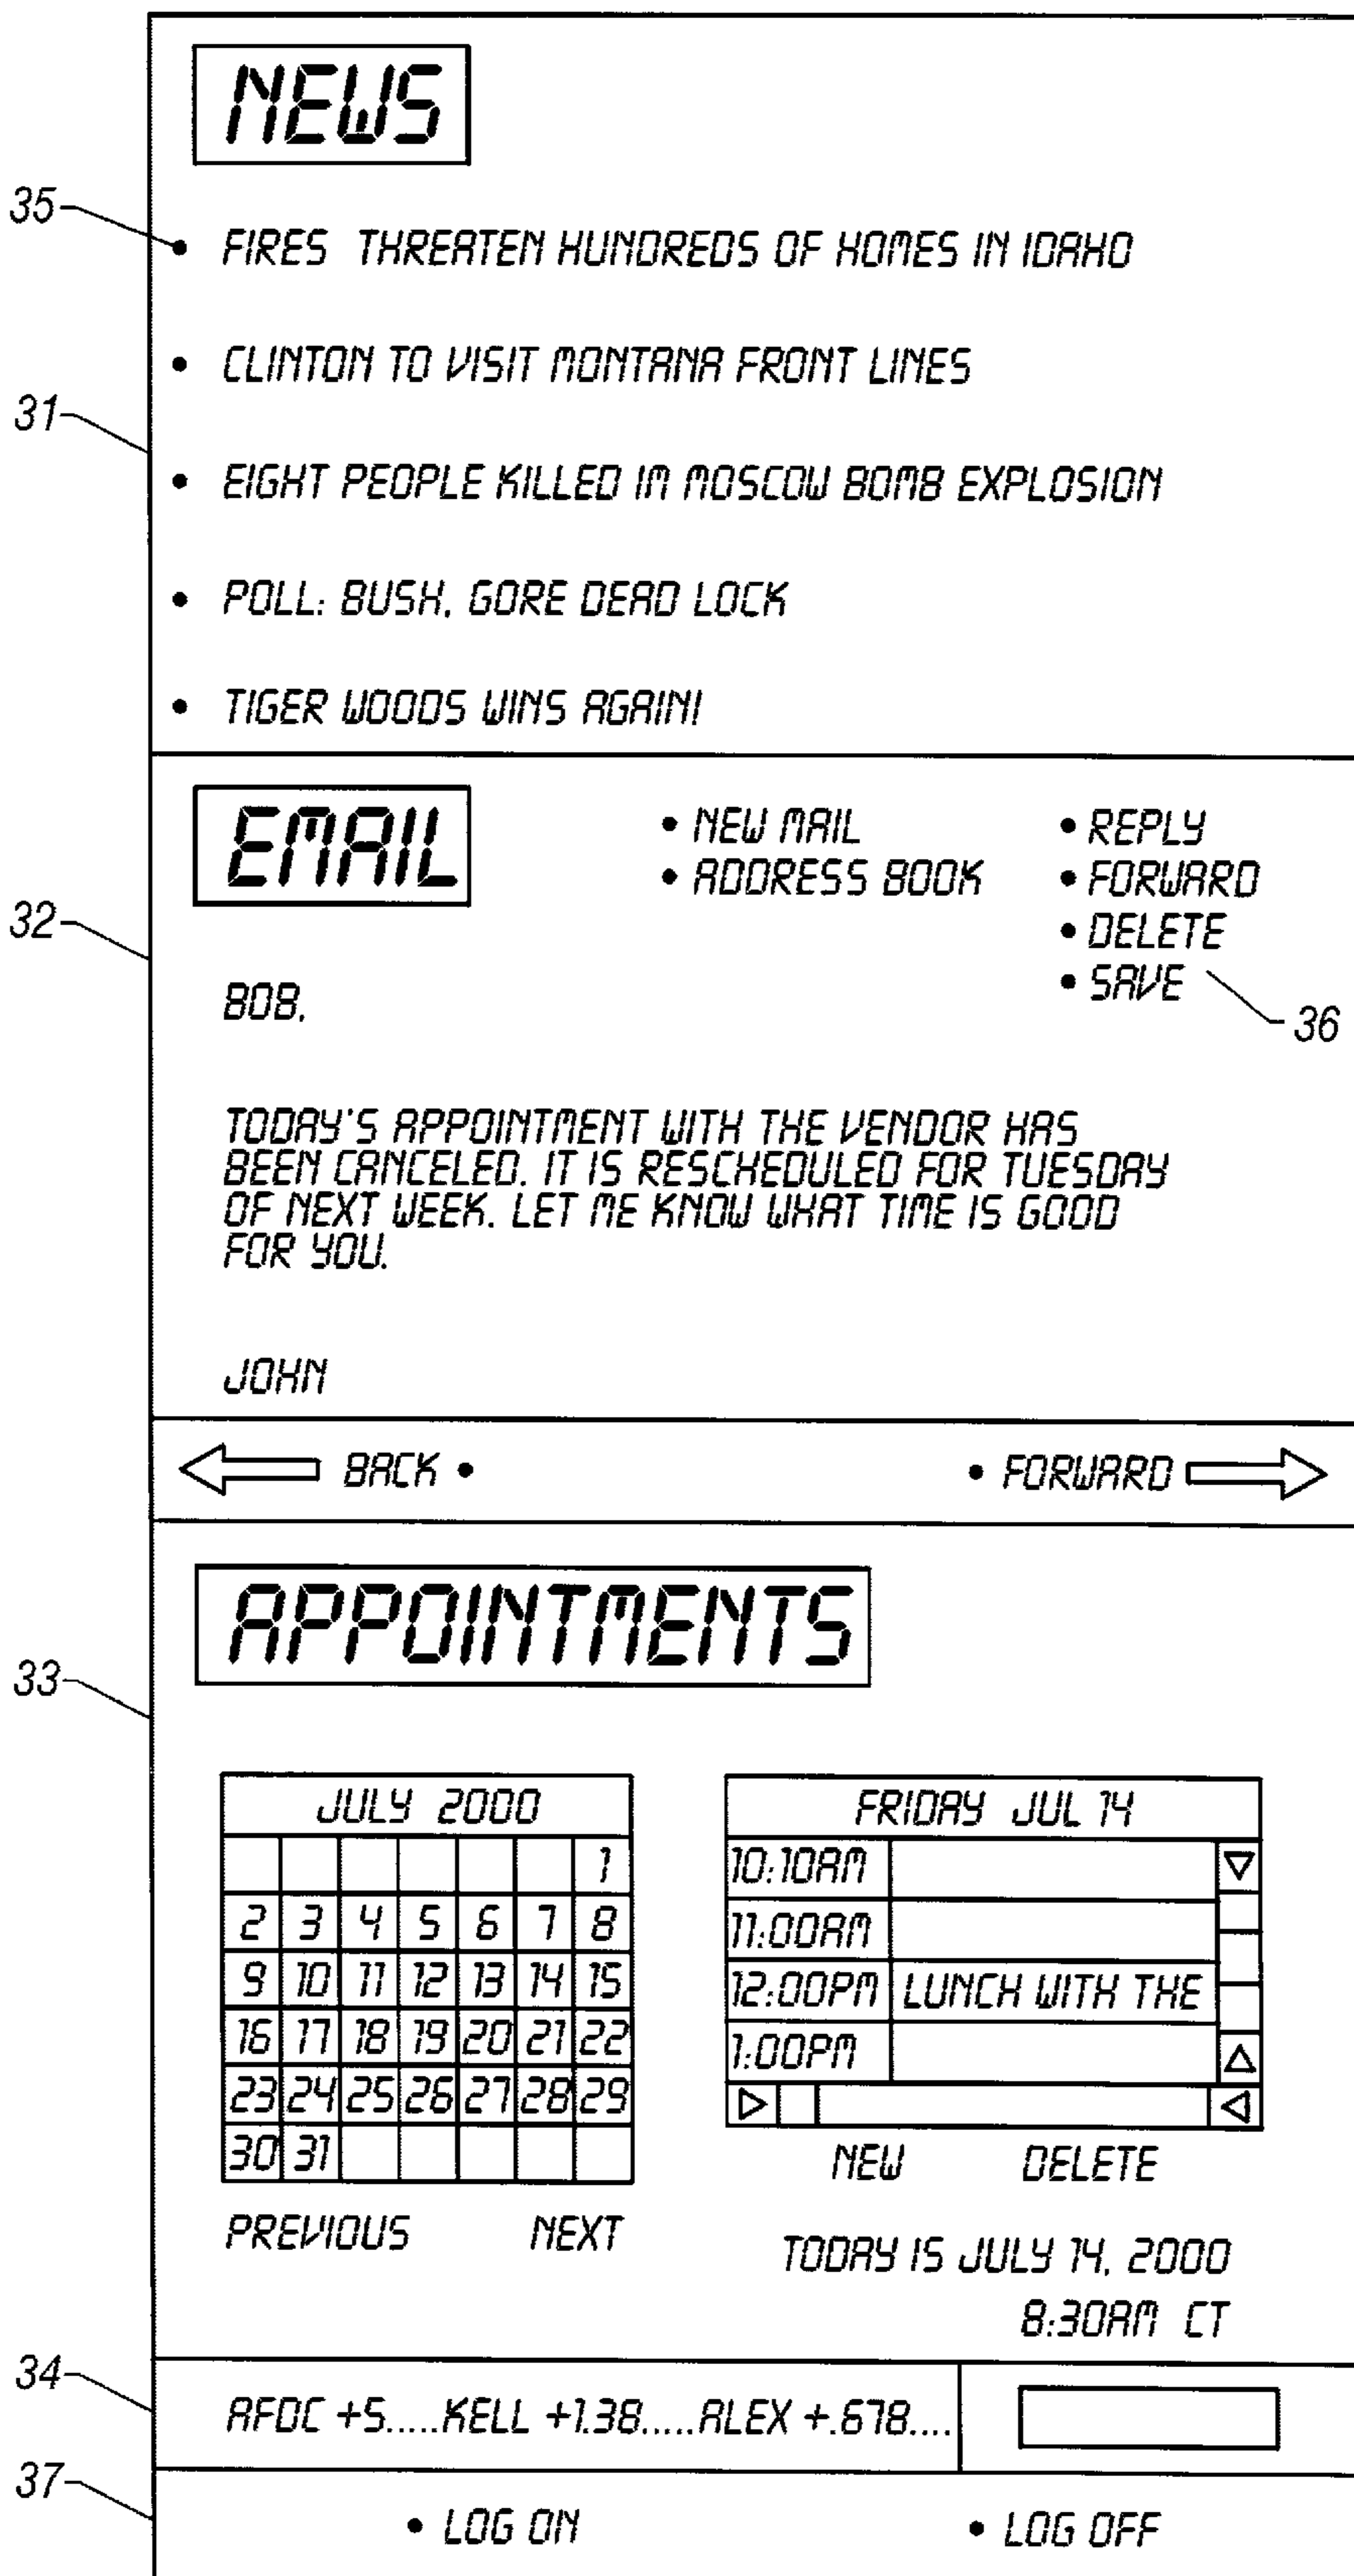 NEWS
35
• FIRES THREATEN HUNDREDS OF HOMES IN IDAHO
• CLINTON TO VISIT MONTANA FRONT LINES
31
• EIGHT PEOPLE KILLED IM MOSCOW BOMB EXPLOSION
• POLL: BUSH, GORE DEAD LOCK
• TIGER WOODS WINS AGAIN!
EMAIL
• NEW MAIL
• ADDRESS BOOK
• REPLY
• FORWARD
• DELETE
• SAVE
32
36
BOB,
TODAY'S APPOINTMENT WITH THE VENDOR HAS
BEEN CANCELED. IT IS RESCHEDULED FOR TUESDAY
OF NEXT WEEK. LET ME KNOW WHAT TIME IS GOOD
FOR YOU.
JOHN
BACK • • FORWARD
APPOINTMENTS
33
JULY 2000
1
2 3 4 5 6 7 8
9 10 11 12 13 14 15
16 17 18 19 20 21 22
23 24 25 26 27 28 29
30 31
PREVIOUS NEXT
FRIDAY JUL 14
10:10AM
11:00AM
12:00PM LUNCH WITH THE
1:00PM
NEW DELETE
TODAY IS JULY 14, 2000
8:30AM CT
34
AFDC +5.....KELL +1.38.....ALEX +.678....
37
• LOG ON • LOG OFF